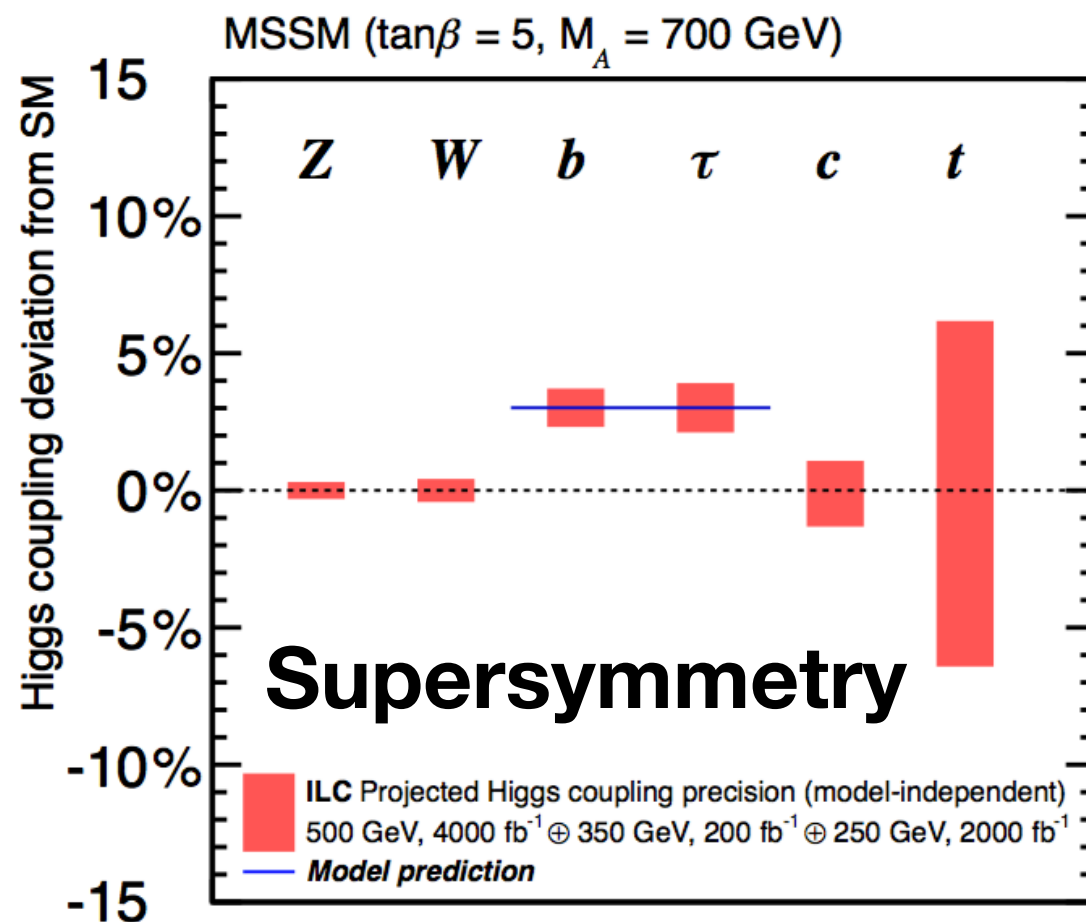 MSSM (tanβ = 5, M_A = 700 GeV)
Higgs coupling deviation from SM
15
10%
5%
0%
-5%
-10%
-15
Z W b τ c t
Supersymmetry
ILC Projected Higgs coupling precision (model-independent)
500 GeV, 4000 fb⁻¹ ⊕ 350 GeV, 200 fb⁻¹ ⊕ 250 GeV, 2000 fb⁻¹
Model prediction